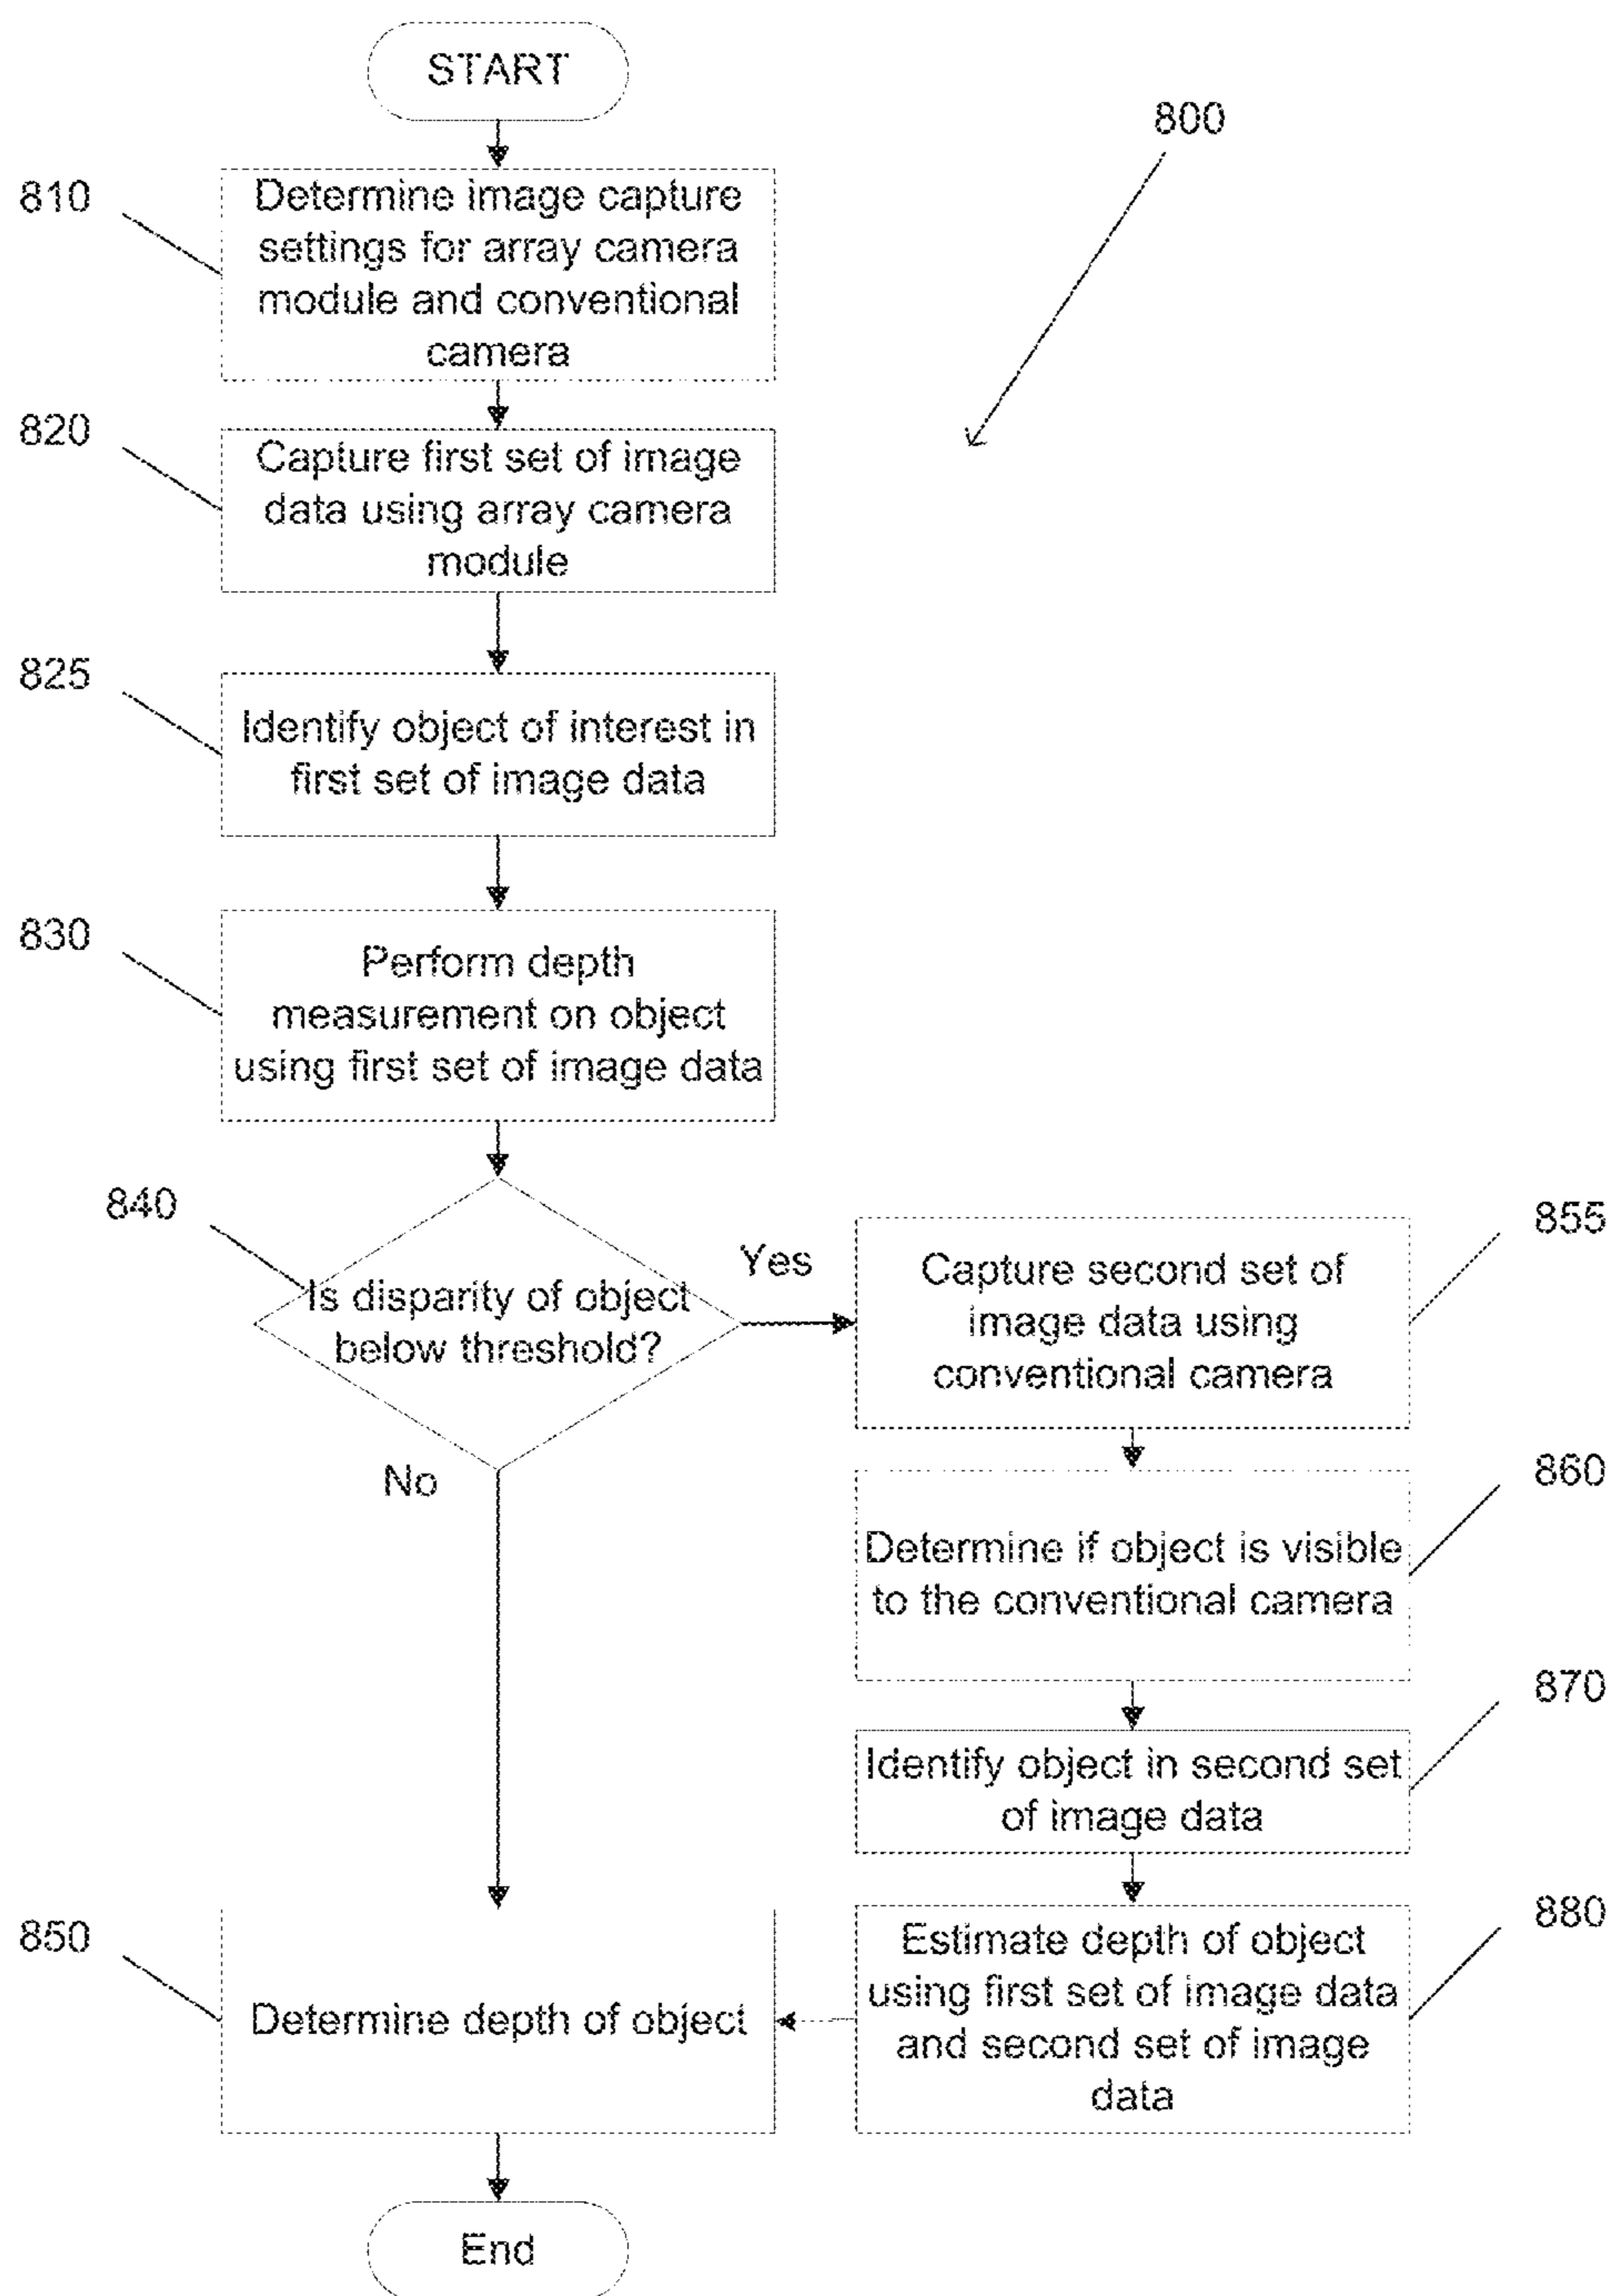 START
800
810
Determine image capture
settings for array camera
module and conventional
camera
820
Capture first set of image
data using array camera
module
825
Identify object of interest in
first set of image data
830
Perform depth
measurement on object
using first set of image data
840
Is disparity of object
below threshold?
Yes
No
855
Capture second set of
image data using
conventional camera
860
Determine if object is visible
to the conventional camera
870
Identify object in second set
of image data
880
Estimate depth of object
using first set of image data
and second set of image
data
850
Determine depth of object
End